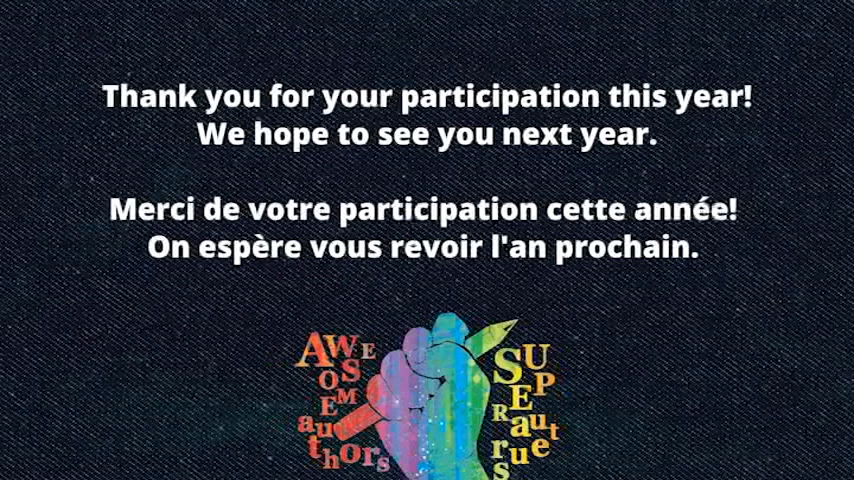 Thank you for your participation this year!
We hope to see you next year.
Merci de votre participation cette année!
On espère vous revoir l'an prochain.
AWESOME
authors
SUPER
auteurs